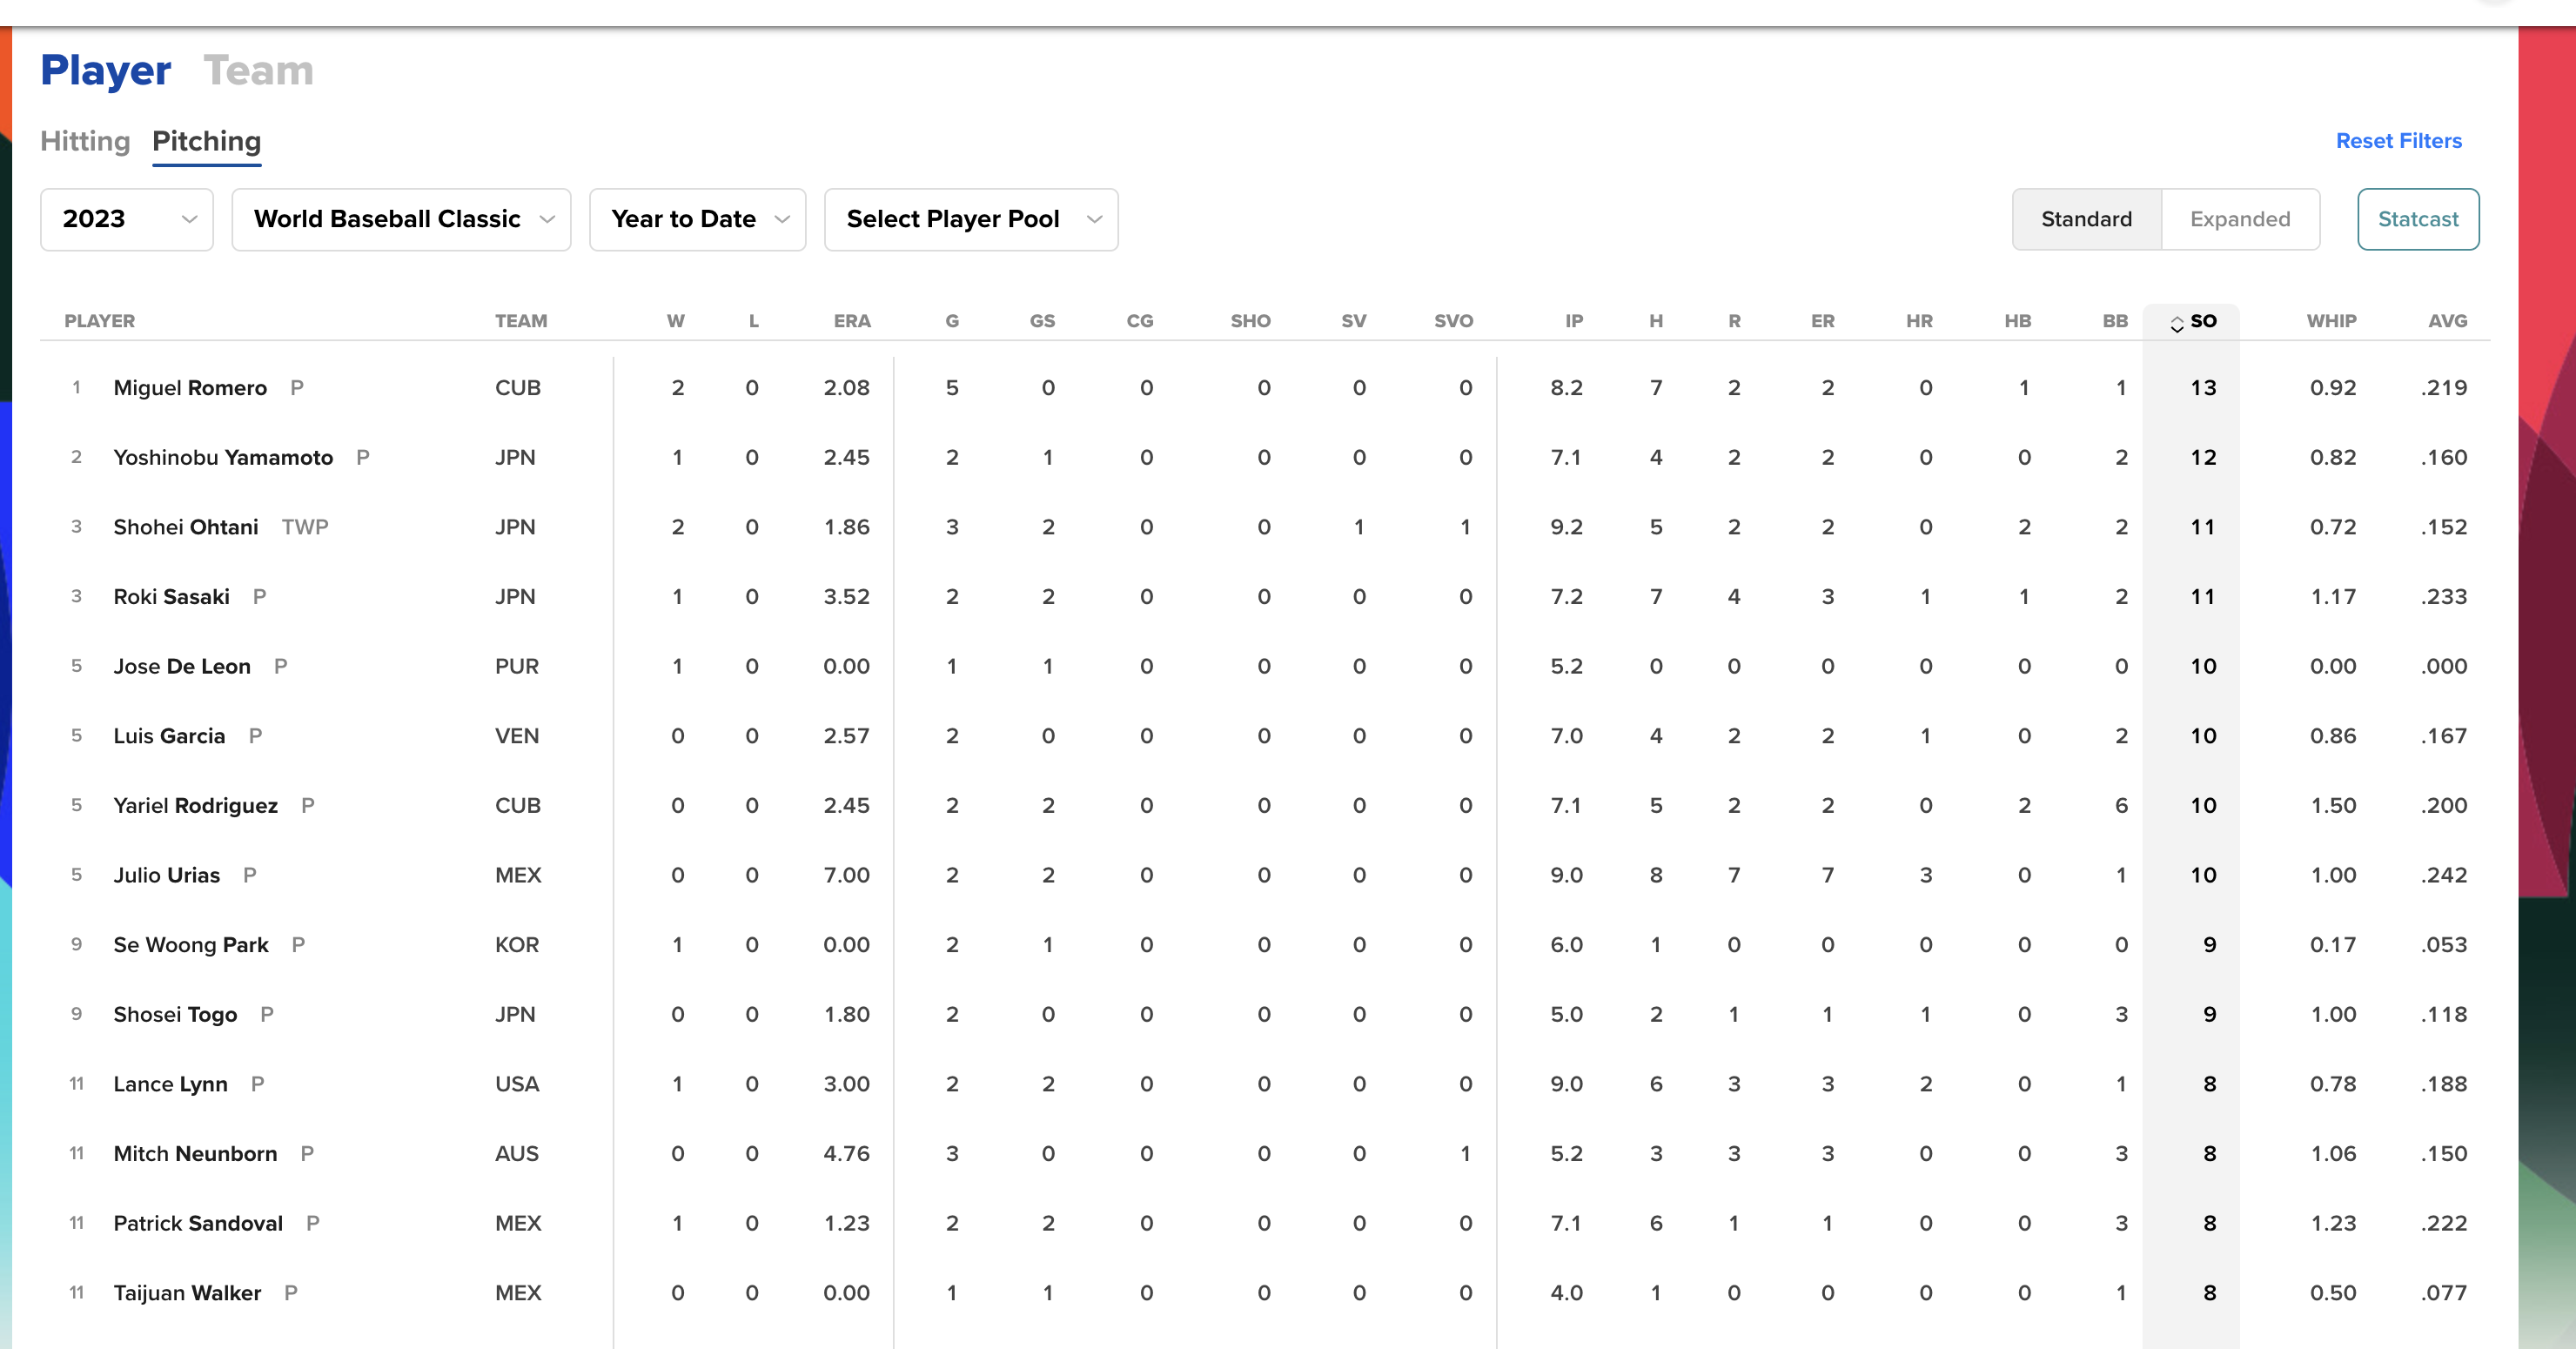 Player Team
Hitting Pitching Reset Filters
2023 World Baseball Classic Year to Date Select Player Pool Standard Expanded Statcast
PLAYER TEAM W L ERA G GS CG SHO SV SVO IP H R ER HR HB BB SO WHIP AVG
1 Miguel Romero P CUB 2 0 2.08 5 0 0 0 0 0 8.2 7 2 2 0 1 1 13 0.92 .219
2 Yoshinobu Yamamoto P JPN 1 0 2.45 2 1 0 0 0 0 7.1 4 2 2 0 0 2 12 0.82 .160
3 Shohei Ohtani TWP JPN 2 0 1.86 3 2 0 0 1 1 9.2 5 2 2 0 2 2 11 0.72 .152
3 Roki Sasaki P JPN 1 0 3.52 2 2 0 0 0 0 7.2 7 4 3 1 1 2 11 1.17 .233
5 Jose De Leon P PUR 1 0 0.00 1 1 0 0 0 0 5.2 0 0 0 0 0 0 10 0.00 .000
5 Luis Garcia P VEN 0 0 2.57 2 0 0 0 0 0 7.0 4 2 2 1 0 2 10 0.86 .167
5 Yariel Rodriguez P CUB 0 0 2.45 2 2 0 0 0 0 7.1 5 2 2 0 2 6 10 1.50 .200
5 Julio Urias P MEX 0 0 7.00 2 2 0 0 0 0 9.0 8 7 7 3 0 1 10 1.00 .242
9 Se Woong Park P KOR 1 0 0.00 2 1 0 0 0 0 6.0 1 0 0 0 0 0 9 0.17 .053
9 Shosei Togo P JPN 0 0 1.80 2 0 0 0 0 0 5.0 2 1 1 1 0 3 9 1.00 .118
11 Lance Lynn P USA 1 0 3.00 2 2 0 0 0 0 9.0 6 3 3 2 0 1 8 0.78 .188
11 Mitch Neunborn P AUS 0 0 4.76 3 0 0 0 0 1 5.2 3 3 3 0 0 3 8 1.06 .150
11 Patrick Sandoval P MEX 1 0 1.23 2 2 0 0 0 0 7.1 6 1 1 0 0 3 8 1.23 .222
11 Taijuan Walker P MEX 0 0 0.00 1 1 0 0 0 0 4.0 1 0 0 0 0 1 8 0.50 .077